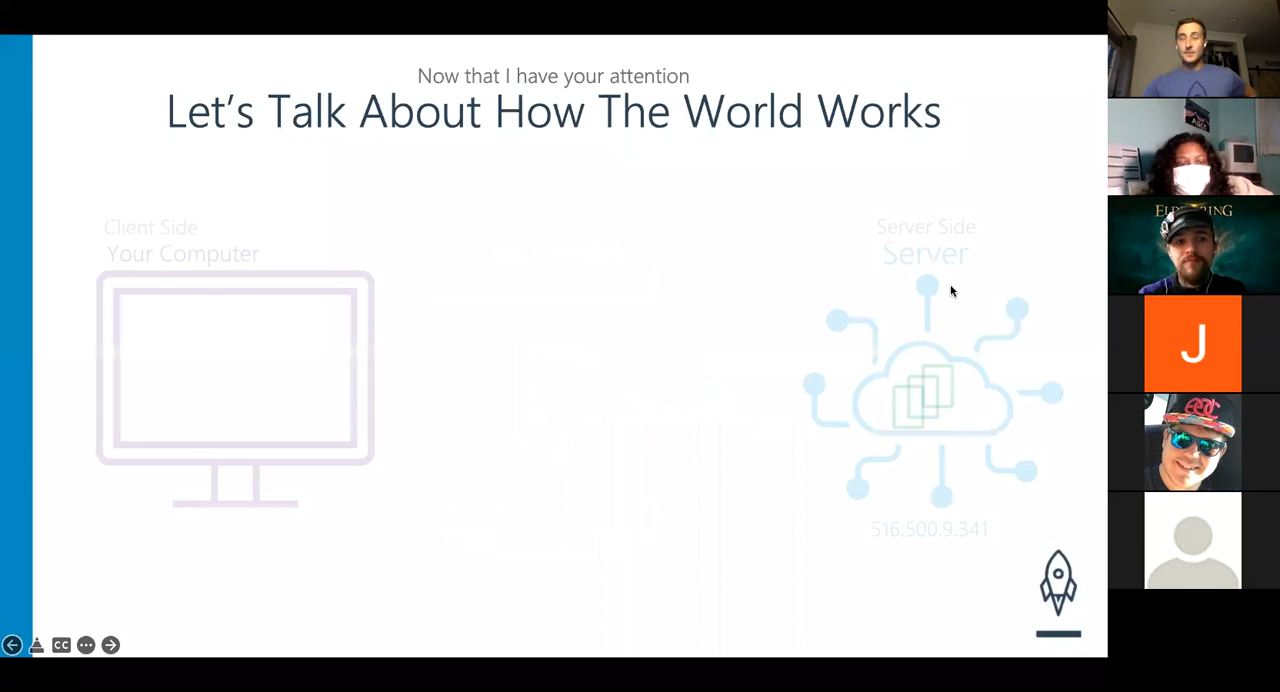 Now that I have your attention
Let's Talk About How The World Works
Client Side
Your Computer
Server Side
Server
516.500.9.341
CC
ELDEN RING
J